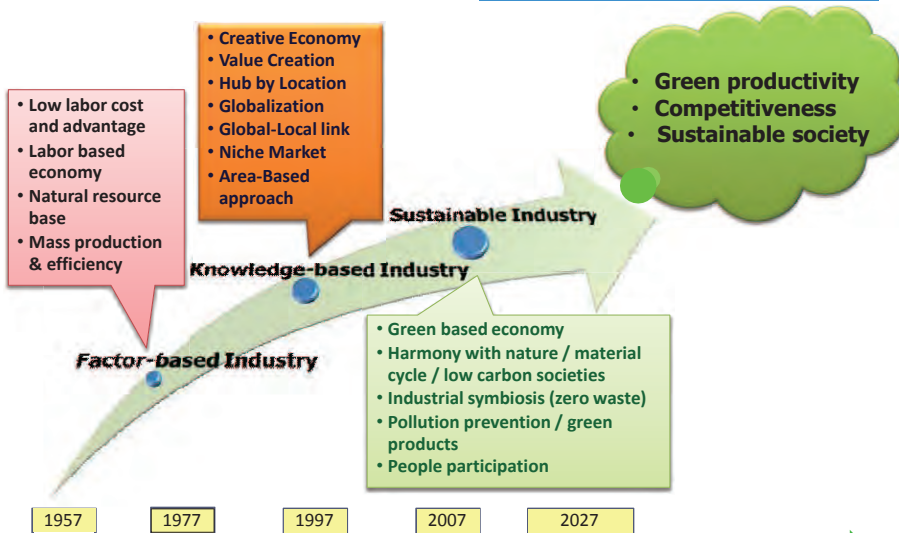 • Low labor cost
and advantage
• Labor based
economy
• Natural resource
base
• Mass production
& efficiency
• Creative Economy
• Value Creation
• Hub by Location
• Globalization
• Global-Local link
• Niche Market
• Area-Based
approach
• Green productivity
• Competitiveness
• Sustainable society
Sustainable Industry
Knowledge-based Industry
Factor-based Industry
• Green based economy
• Harmony with nature / material
cycle / low carbon societies
• Industrial symbiosis (zero waste)
• Pollution prevention / green
products
• People participation
1957 1977 1997 2007 2027